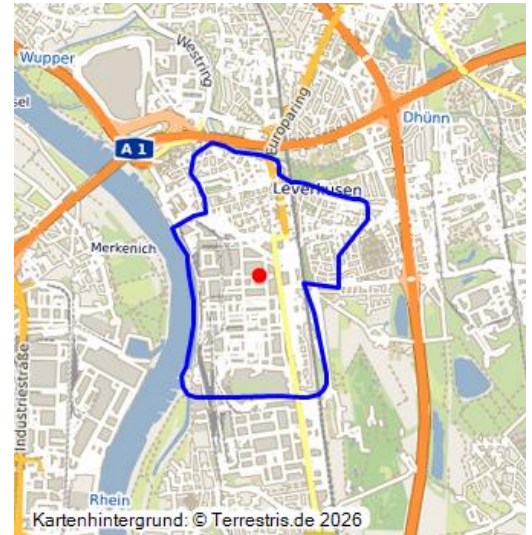 Wupper
Westring
Europaring
Dhünn
A 1
Leverkusen
Merkenich
Industriestraße
Rhein
Kartenhintergrund: © Terrestris.de 2026